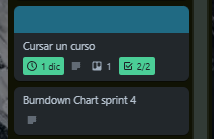 Cursar un curso
1 dic 1 2/2
Burndown Chart sprint 4